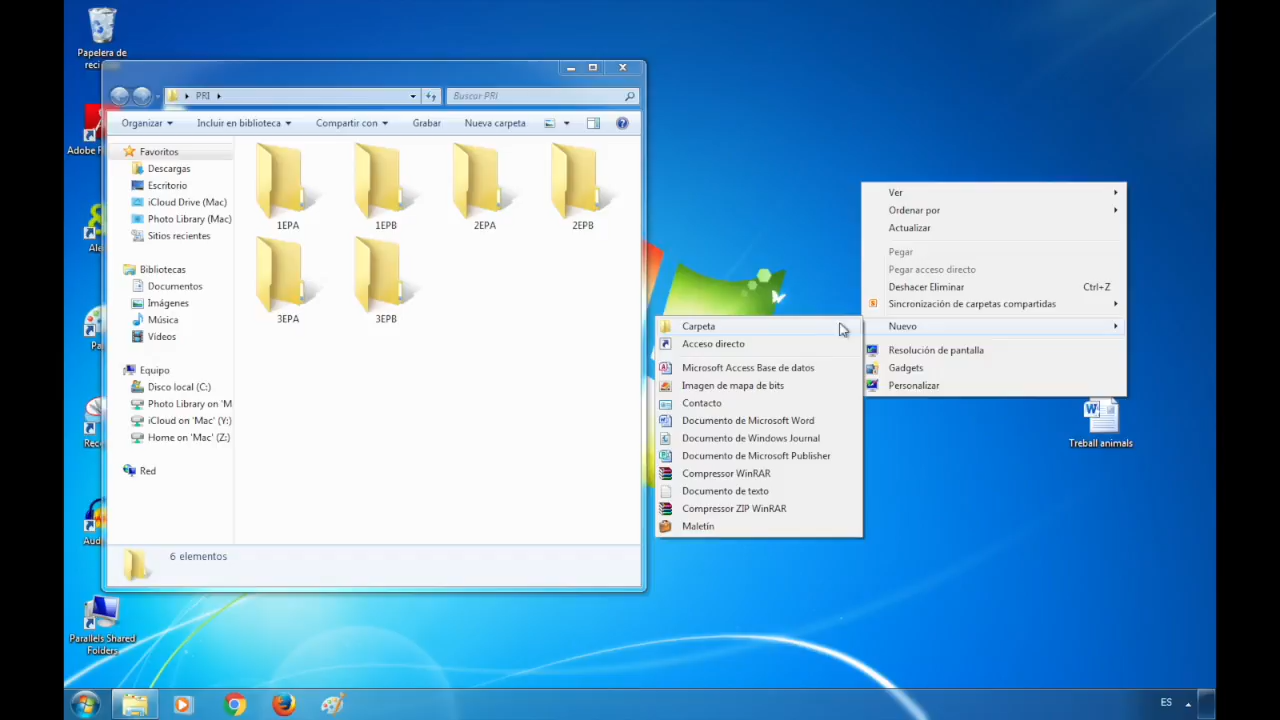 Papelera de
reci
Adobe
Ale
Pa
Rec
Aud
Parallels Shared
Folders
PRI
Buscar PRI
Organizar
Incluir en biblioteca
Compartir con
Grabar
Nueva carpeta
Favoritos
Descargas
Escritorio
iCloud Drive (Mac)
Photo Library (Mac)
Sitios recientes
Bibliotecas
Documentos
Imágenes
Música
Vídeos
Equipo
Disco local (C:)
Photo Library on 'M
iCloud on 'Mac' (Y:)
Home on 'Mac' (Z:)
Red
1EPA
1EPB
2EPA
2EPB
3EPA
3EPB
6 elementos
Ver
Ordenar por
Actualizar
Pegar
Pegar acceso directo
Deshacer Eliminar Ctrl+Z
Sincronización de carpetas compartidas
Nuevo
Resolución de pantalla
Gadgets
Personalizar
Carpeta
Acceso directo
Microsoft Access Base de datos
Imagen de mapa de bits
Contacto
Documento de Microsoft Word
Documento de Windows Journal
Documento de Microsoft Publisher
Compressor WinRAR
Documento de texto
Compressor ZIP WinRAR
Maletín
Treball animals
ES